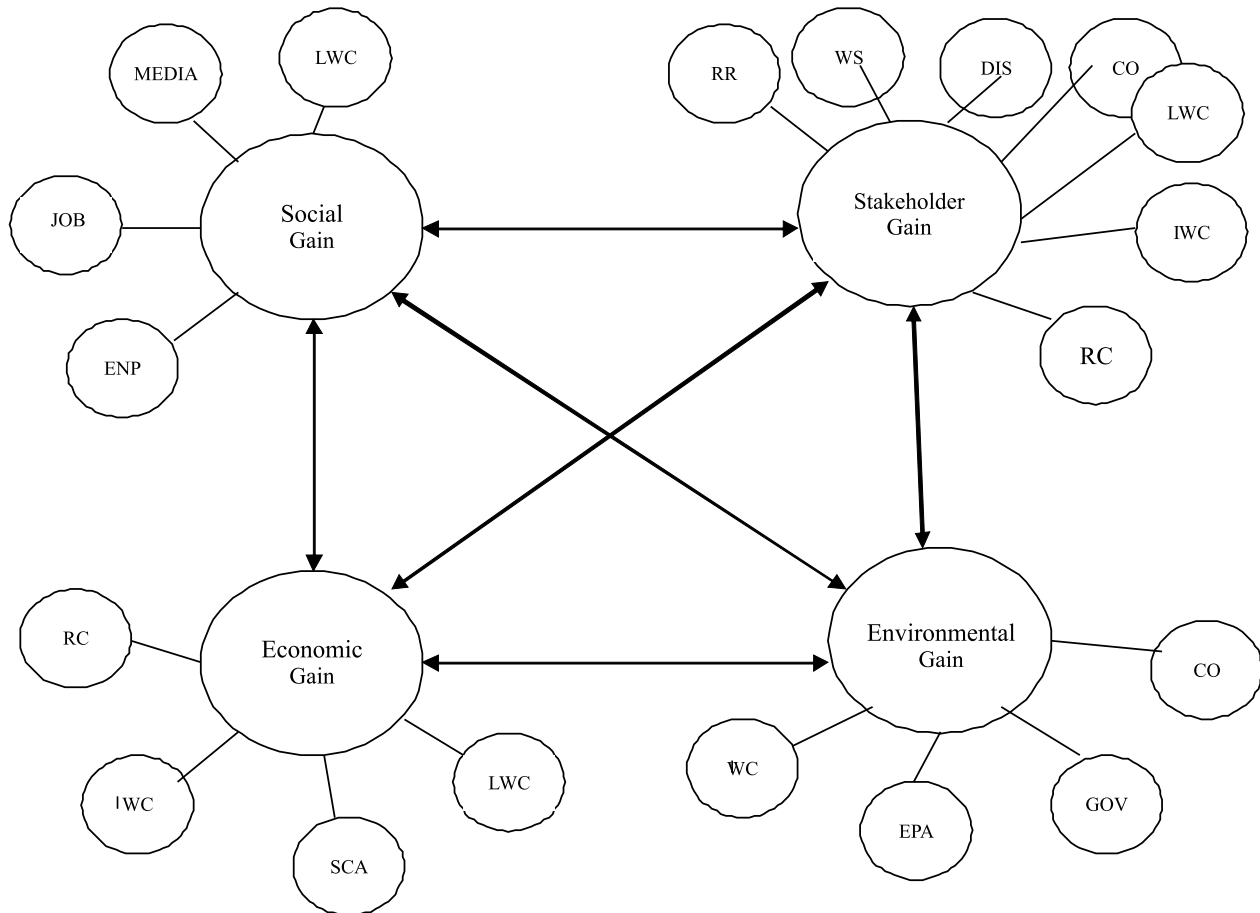 LWC
MEDIA
JOB
ENP
Social
Gain
RR
WS
DIS
CO
LWC
IWC
RC
Stakeholder
Gain
RC
Economic
Gain
IWC
SCA
LWC
Environmental
Gain
WC
EPA
GOV
CO